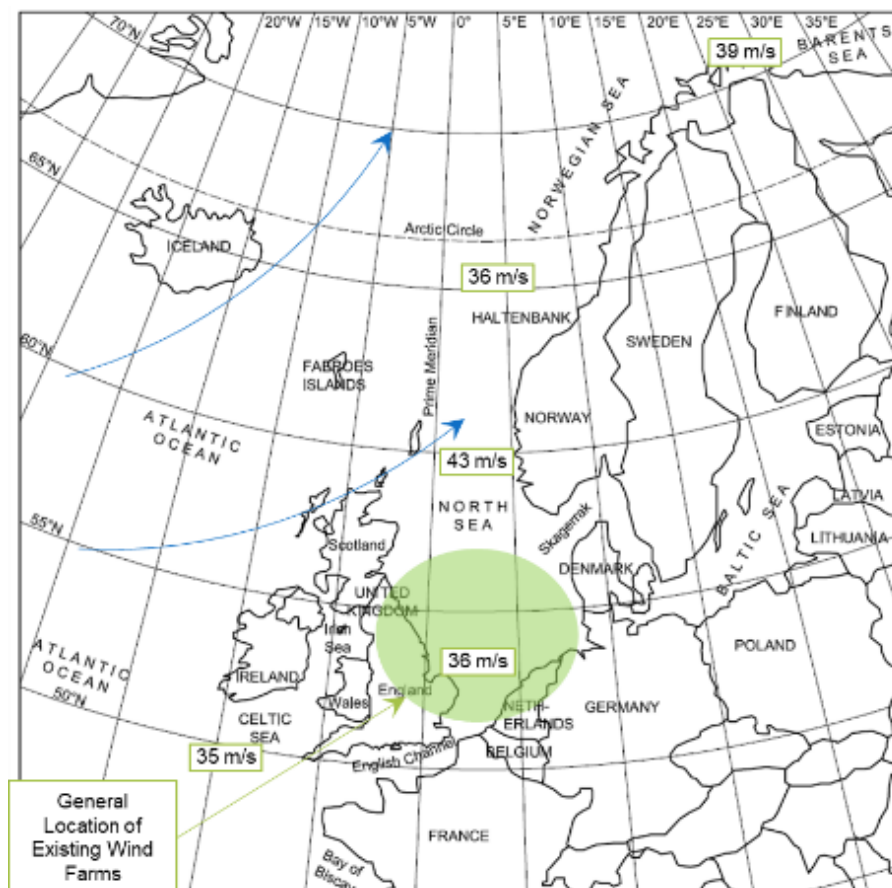 20°W 10°W 5°W 0° 5°E 10°E 15°E 20°E 25°E 30°E 35°E
70°N
39 m/s
BARENTS
SEA
NORWEGIAN SEA
65°N
ICELAND
Arctic Circle
36 m/s
HALTENBANK
FINLAND
SWEDEN
60°N
FABROES
ISLANDS
Prime Meridian
NORWAY
ATLANTIC
OCEAN
ESTONIA
43 m/s
NORTH
SEA
LATVIA
55°N
Skagerrak
BALTIC SEA
LITHUANIA
Scotland
DENMARK
UNITED
KINGDOM
Irish
Sea
POLAND
ATLANTIC
OCEAN
36 m/s
IRELAND
England
50°N
Wales
NETH-
ERLANDS
GERMANY
CELTIC
SEA
35 m/s
English Channel
BELGIUM
General
Location of
Existing Wind
Farms
FRANCE
Bay of
Biscay